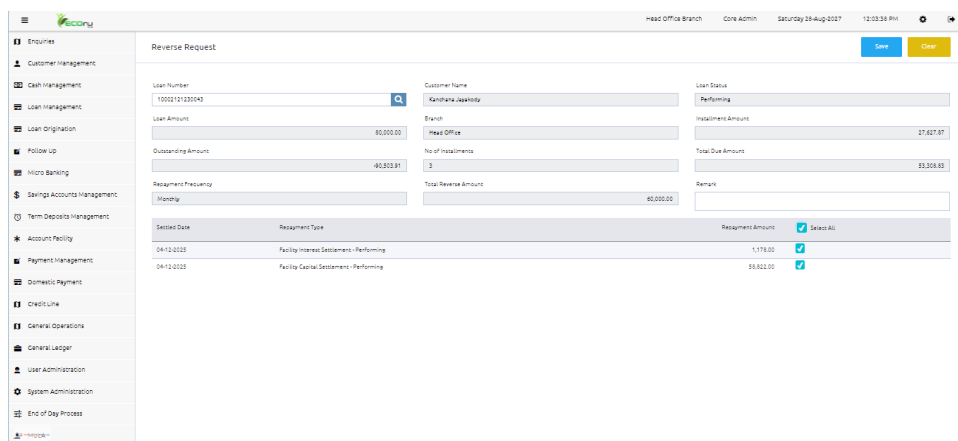 ECOny
Head Office Branch Core Admin Saturday 28-Aug-2027 12:03:38 PM
Enquiries
Customer Management
Cash Management
Loan Management
Loan Origination
Follow Up
Micro Banking
Savings Accounts Management
Term Deposits Management
Account Facility
Payment Management
Domestic Payment
Credit Line
General Operations
General Ledger
User Administration
System Administration
End of Day Process
Reverse Request Save Clear
Loan Number Customer Name Loan Status
10002121230043 Kanchana Jayakody Performing
Loan Amount Branch Installment Amount
80,000.00 Head Office 27,627.87
Outstanding Amount No of Installments Total Due Amount
-90,503.91 3 53,308.83
Repayment Frequency Total Reverse Amount Remark
Monthly 60,000.00
Settled Date Repayment Type Repayment Amount Select All
04-12-2025 Facility Interest Settlement - Performing 1,178.00
04-12-2025 Facility Capital Settlement - Performing 58,822.00